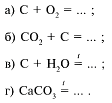 а) C + O₂ = ... ;
б) CO₂ + C = ... ;
в) C + H₂O =ᵗ ... ;
г) CaCO₃ =ᵗ ... .